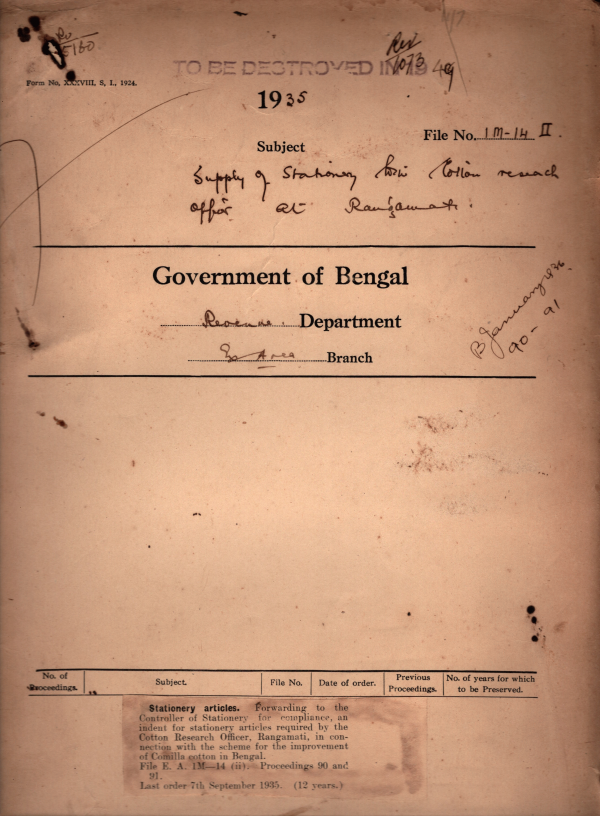 TO BE DESTROYED IN 1949
Form No. XXXVIII, S, I., 1924.
1935
File No. 1M-14 II.
Subject
Supply of Stationery Cotton research
officer at Rangamati.
Government of Bengal
Revenue Department
Branch
B January 1936.
90-91
No. of Proceedings.
Subject.
File No.
Date of order.
Previous Proceedings.
No. of years for which to be Preserved.
Stationery articles. Forwarding to the
Controller of Stationery for compliance, an
indent for stationery articles required by the
Cotton Research Officer, Rangamati, in con-
nection with the scheme for the improvement
of Comilla cotton in Bengal.
File E. A. 1M—14 (ii). Proceedings 90 and
91.
Last order 7th September 1935. (12 years.)